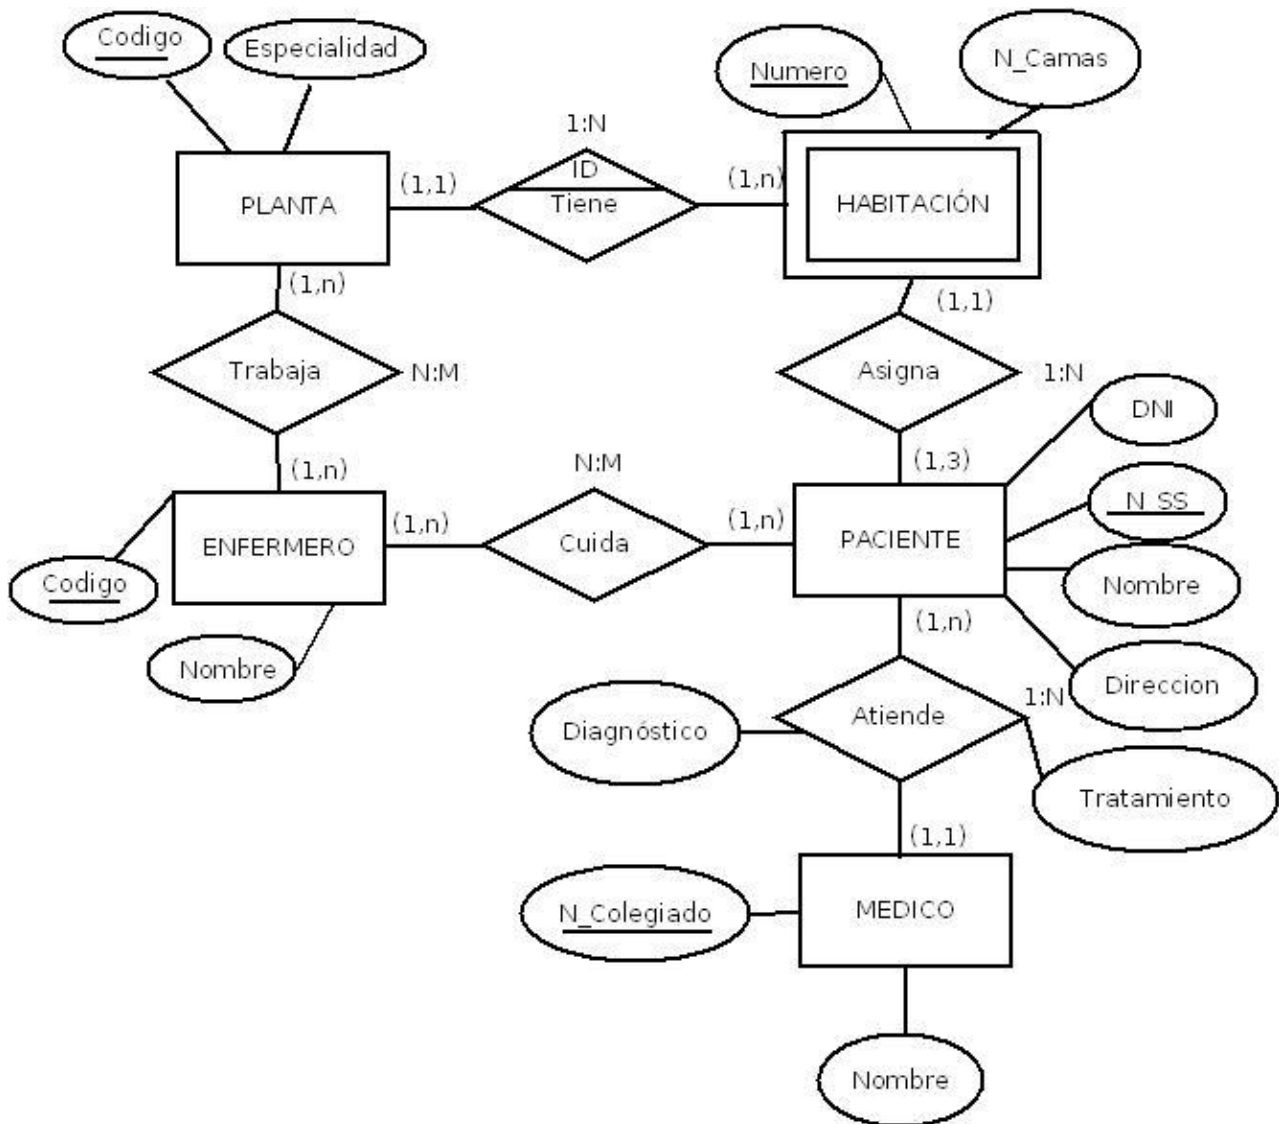 Codigo
Especialidad
Numero
N_Camas
1:N
PLANTA
(1,1)
ID
Tiene
(1,n)
HABITACIÓN
(1,n)
(1,1)
Trabaja
N:M
Asigna
1:N
DNI
(1,n)
N:M
(1,3)
ENFERMERO
(1,n)
Cuida
(1,n)
PACIENTE
N_SS
Codigo
Nombre
Nombre
(1,n)
Direccion
Diagnóstico
Atiende
1:N
Tratamiento
(1,1)
N_Colegiado
MEDICO
Nombre